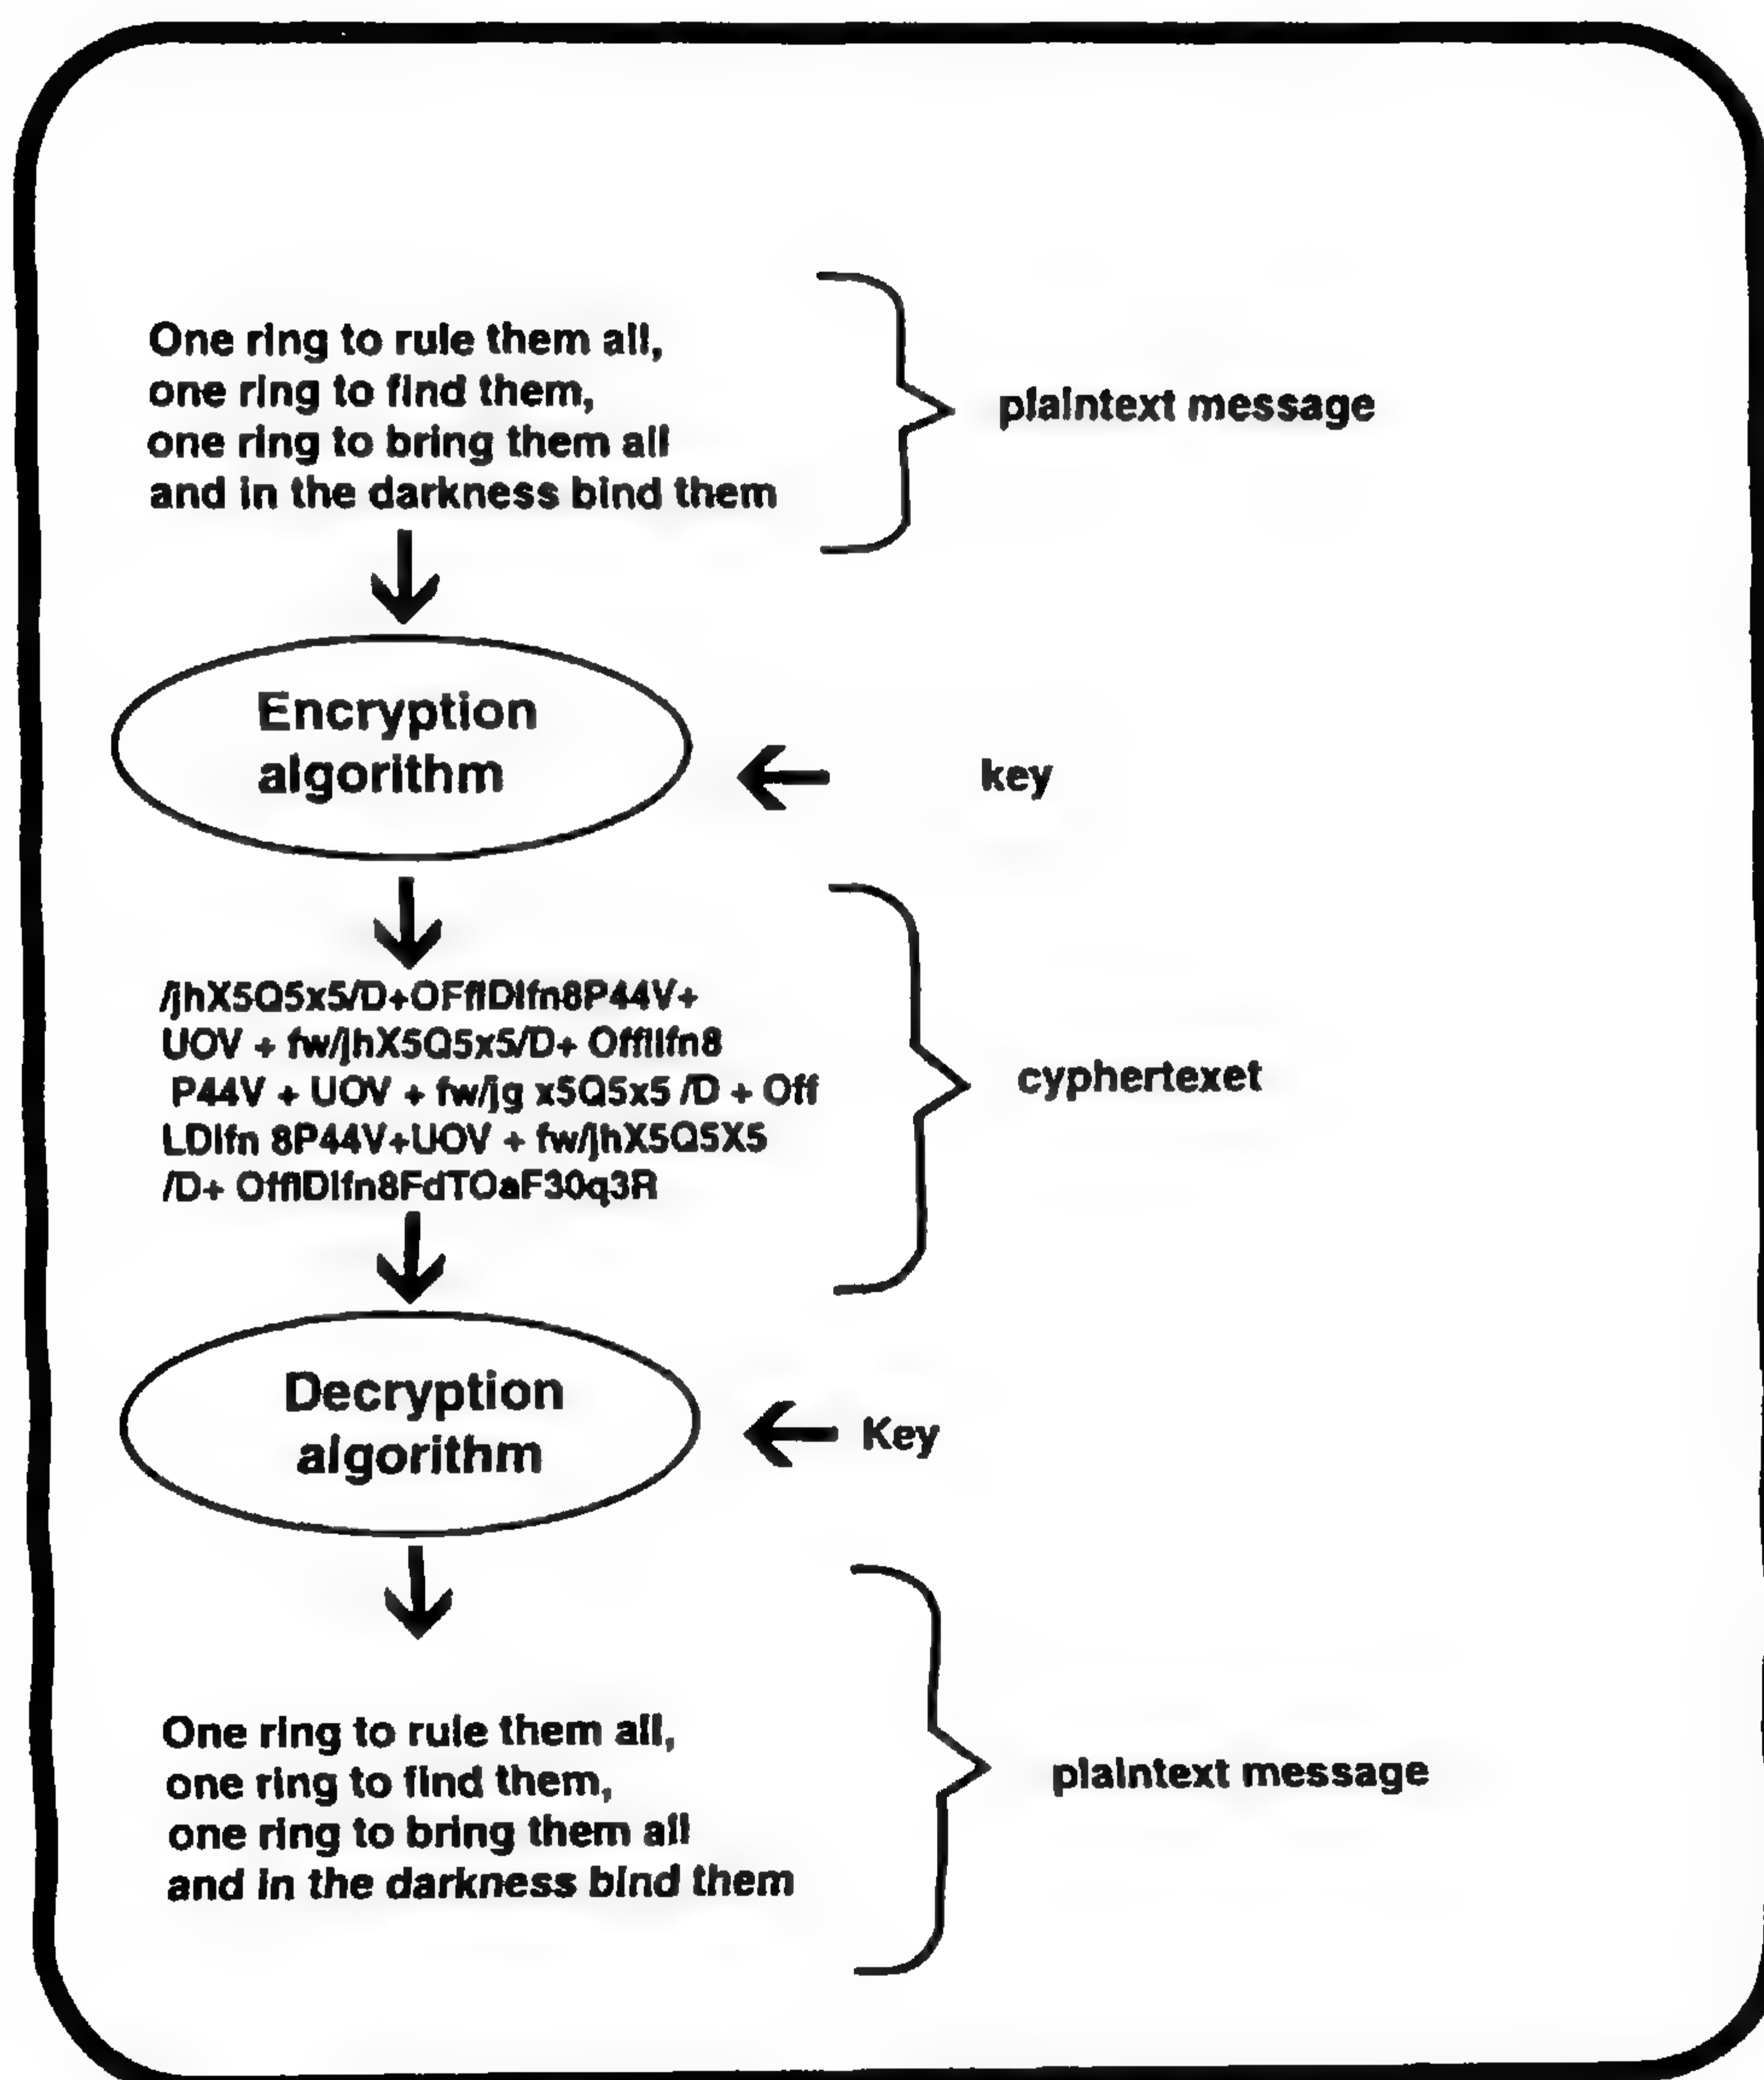 One ring to rule them all,
one ring to find them,
one ring to bring them all
and in the darkness bind them
plaintext message
Encryption
algorithm
key
/jhX5Q5x5/D+OFflDlfn8P44V+
UOV + fw/jhX5Q5x5/D+ Offllfn8
P44V + UOV + fw/jg x5Q5x5 /D + Off
LDlfn 8P44V+UOV + fw/jhX5Q5X5
/D+ OfflDlfn8FdTOaF30q3R
cyphertexet
Decryption
algorithm
Key
One ring to rule them all,
one ring to find them,
one ring to bring them all
and in the darkness bind them
plaintext message